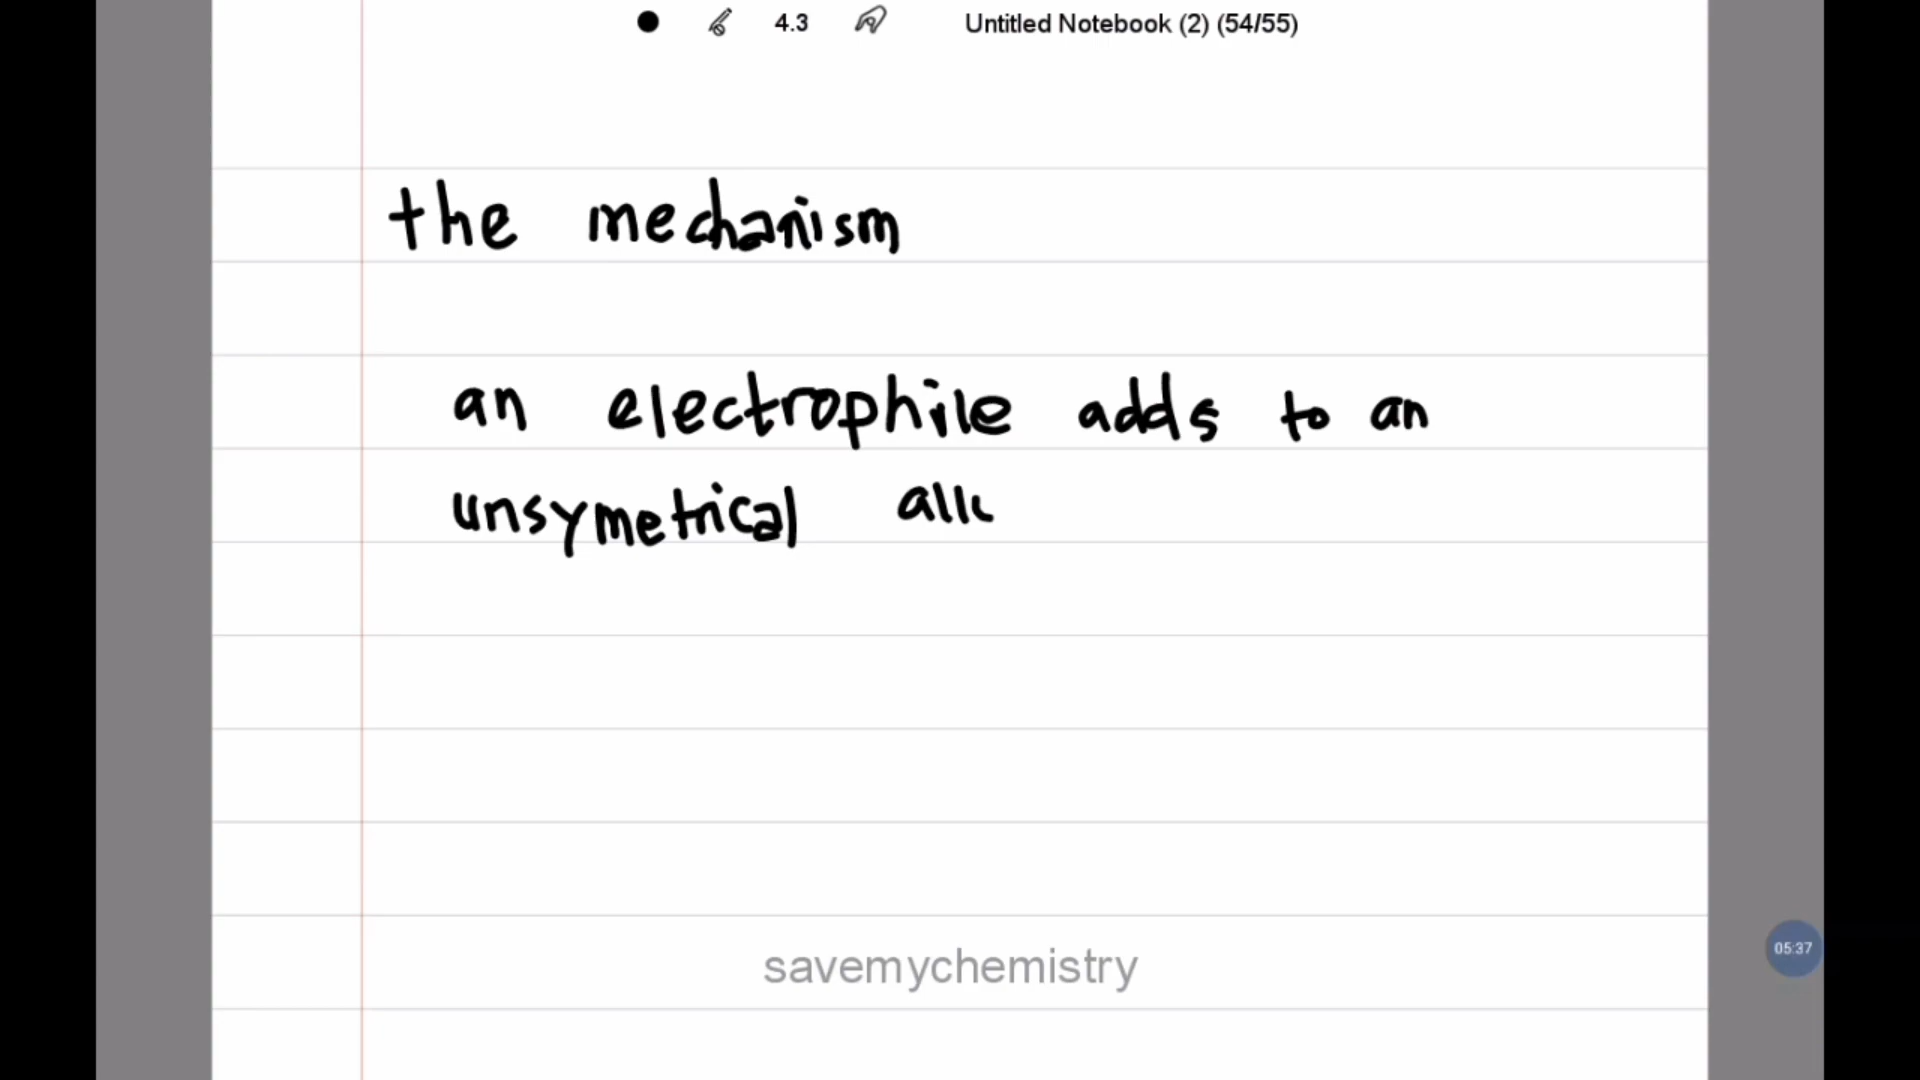 4.3 Untitled Notebook (2) (54/55)
the mechanism
an electrophile adds to an
unsymetrical
savemychemistry
05:37